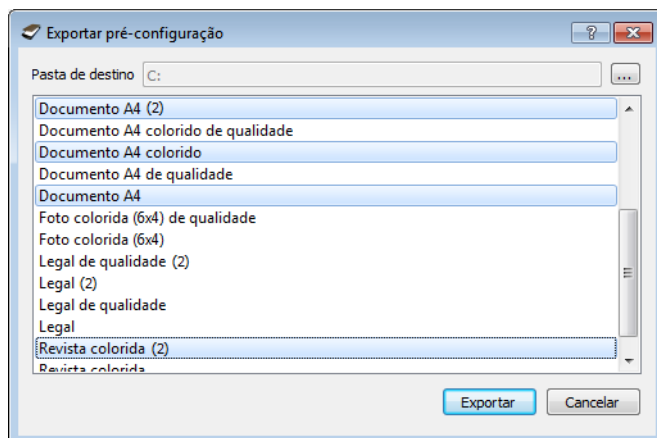 Exportar pré-configuração
Pasta de destino C:
...
Documento A4 (2)
Documento A4 colorido de qualidade
Documento A4 colorido
Documento A4 de qualidade
Documento A4
Foto colorida (6x4) de qualidade
Foto colorida (6x4)
Legal de qualidade (2)
Legal (2)
Legal de qualidade
Legal
Revista colorida (2)
Revista colorida
Exportar Cancelar